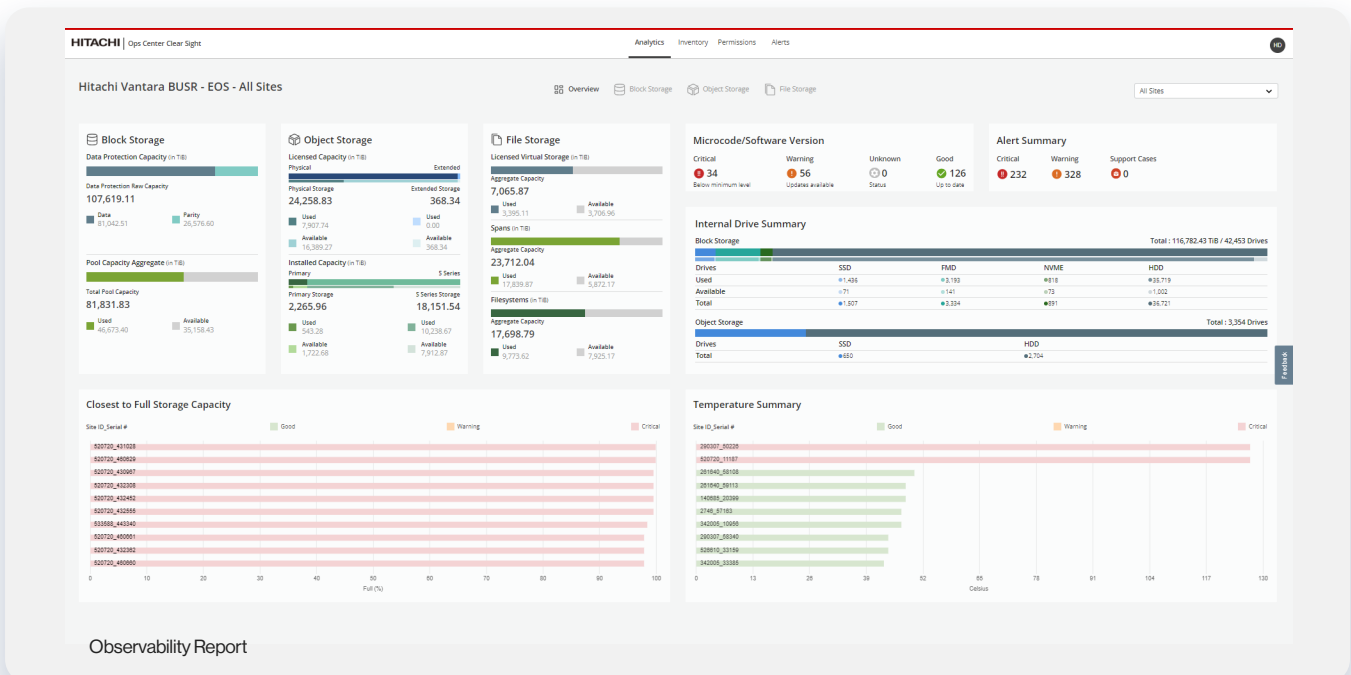 HITACHI Ops Center Clear Sight
Analytics Inventory Permissions Alerts
HD
Hitachi Vantara BUSR - EOS - All Sites
Overview Block Storage Object Storage File Storage
All Sites
Block Storage
Data Protection Capacity (in TiB)
Data Protection Raw Capacity
107,619.11
Data Parity
81,042.51 26,576.60
Pool Capacity Aggregate (in TiB)
Total Pool Capacity
81,831.83
Used Available
46,673.40 35,158.43
Object Storage
Licensed Capacity (in TiB)
Physical Extended
Physical Storage Extended Storage
24,258.83 368.34
Used Used
7,907.74 0.00
Available Available
16,389.27 368.34
Installed Capacity (in TiB)
Primary S Series
Primary Storage S Series Storage
2,265.96 18,151.54
Used Used
543.28 10,238.67
Available Available
1,722.68 7,912.87
File Storage
Licensed Virtual Storage (in TiB)
Aggregate Capacity
7,065.87
Used Available
3,395.11 3,706.96
Spans (in TiB)
Aggregate Capacity
23,712.04
Used Available
17,839.87 5,872.17
Filesystems (in TiB)
Aggregate Capacity
17,698.79
Used Available
9,773.62 7,925.17
Microcode/Software Version
Critical Warning Unknown Good
34 56 0 126
Below minimum level Updates available Status Up to date
Alert Summary
Critical Warning Support Cases
232 328 0
Internal Drive Summary
Block Storage Total : 116,782.43 TiB / 42,453 Drives
Drives SSD FMD NVME HDD
Used 1,436 3,193 818 35,719
Available 71 141 73 1,002
Total 1,507 3,334 891 36,721
Object Storage Total : 3,354 Drives
Drives SSD HDD
Total 650 2,704
Feedback
Closest to Full Storage Capacity
Site ID_Serial # Good Warning Critical
520720_431028
520720_460629
520720_430967
520720_432308
520720_432452
520720_432555
533588_443340
520720_460661
520720_432362
520720_460660
0 10 20 30 40 50 60 70 80 90 100
Full (%)
Temperature Summary
Site ID_Serial # Good Warning Critical
290307_50226
520720_11187
261640_58108
261640_59113
140685_20399
2746_57163
342005_10956
290307_58340
526610_33159
342005_33385
0 13 26 39 52 65 78 91 104 117 130
Celsius
Observability Report